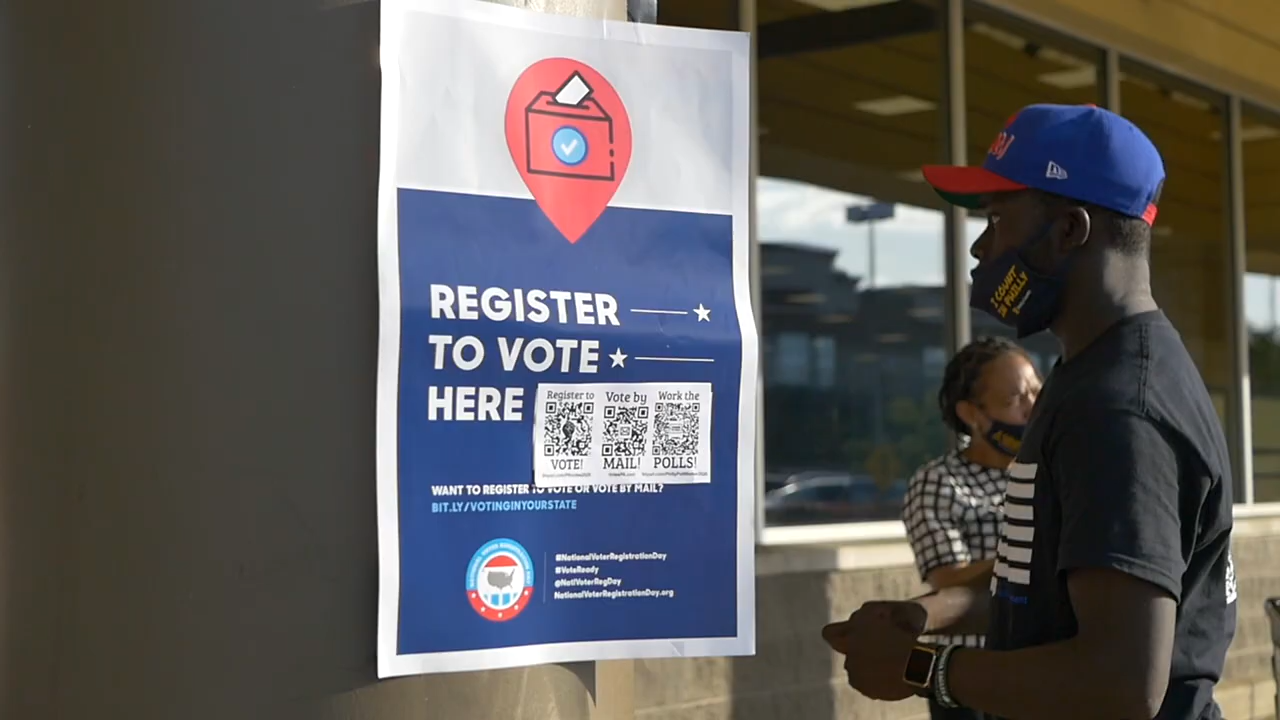 REGISTER
TO VOTE
HERE
Register to
VOTE!
Vote by
MAIL!
Work the
POLLS!
WANT TO REGISTER TO VOTE OR VOTE BY MAIL?
BIT.LY/VOTINGINYOURSTATE
#NationalVoterRegistrationDay
#VoteReady
@NatlVoterRegDay
NationalVoterRegistrationDay.org
I COUNT
IN PHILLY